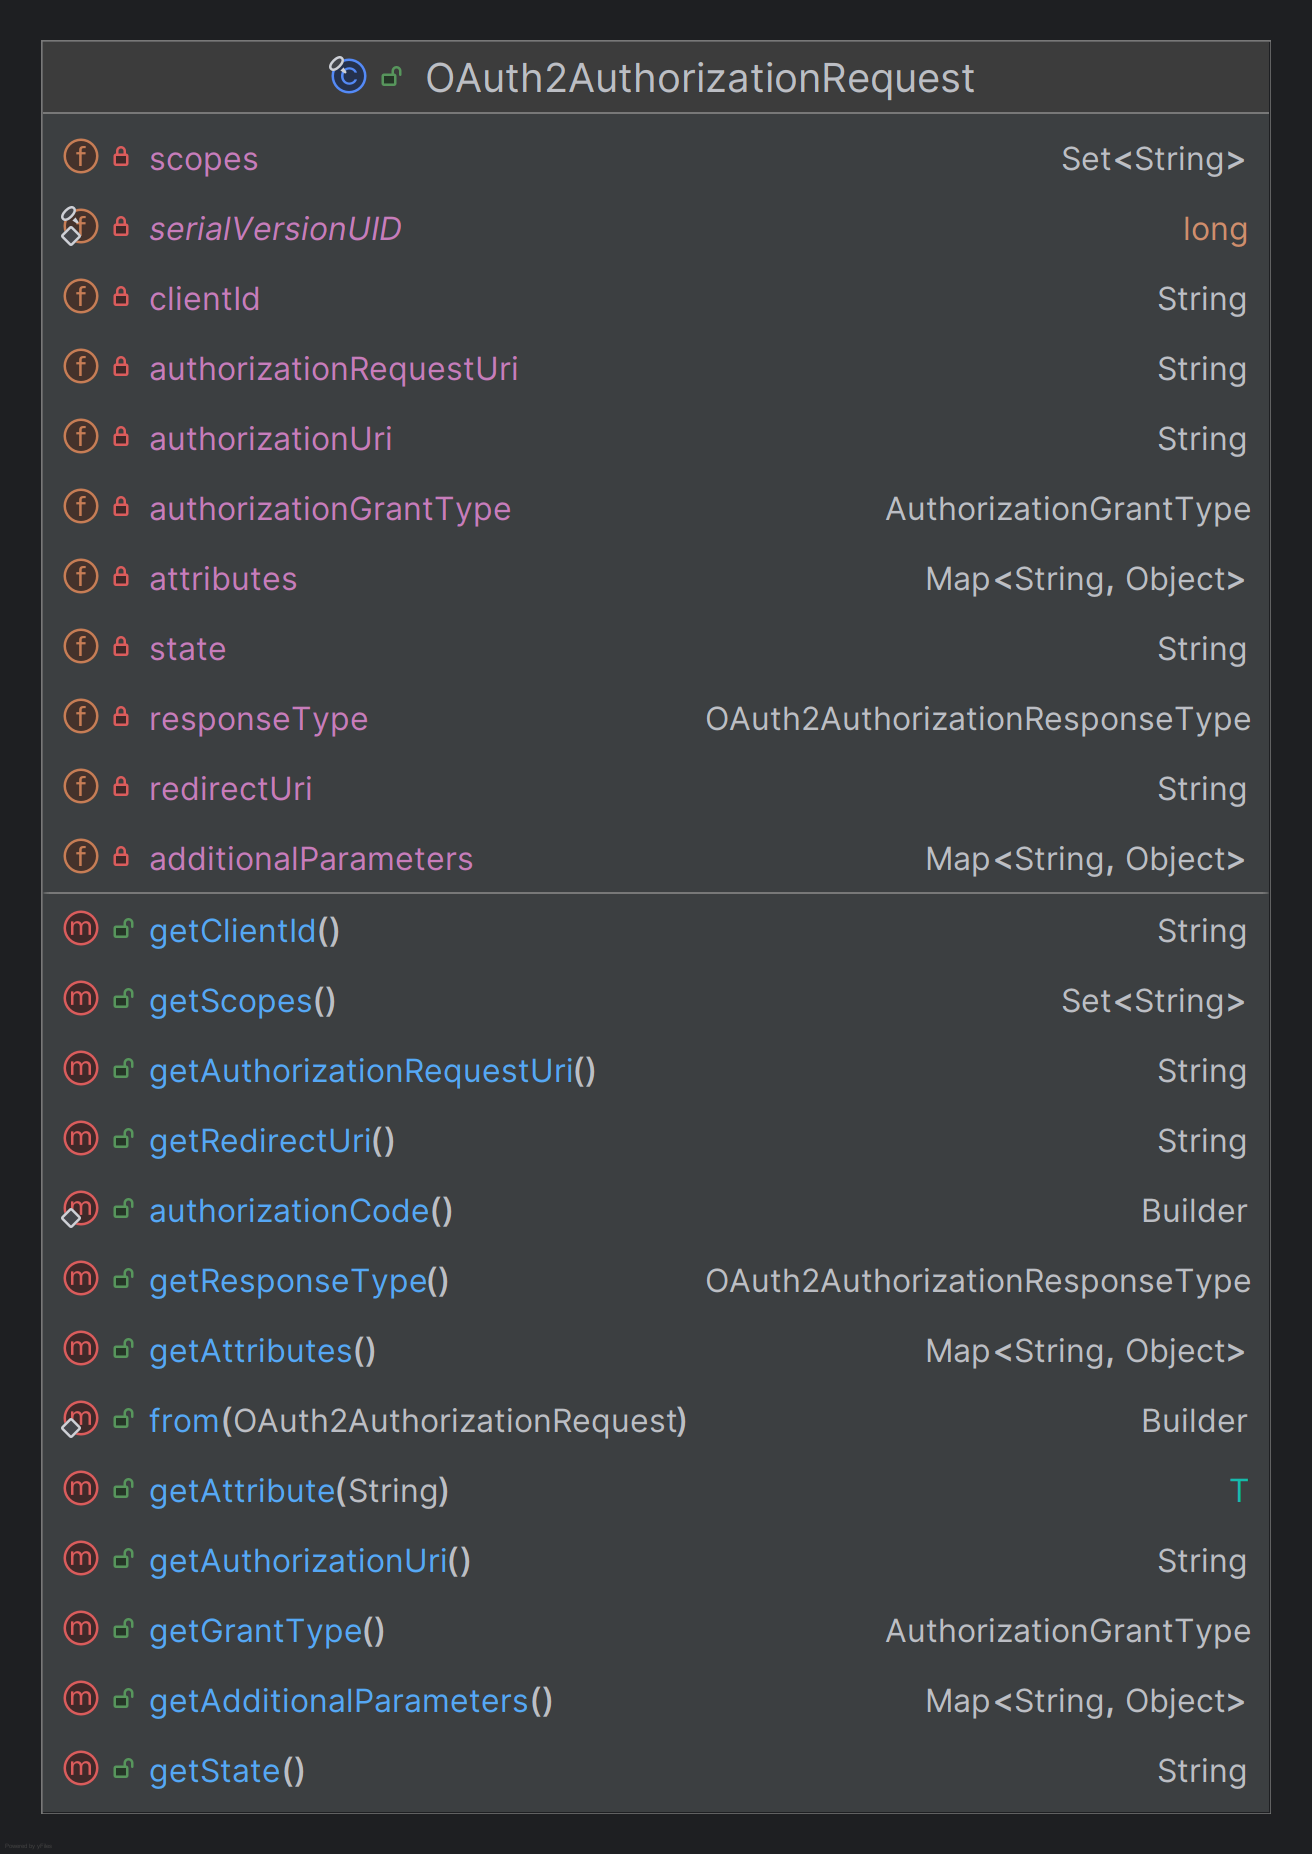 OAuth2AuthorizationRequest
scopes Set<String>
serialVersionUID long
clientId String
authorizationRequestUri String
authorizationUri String
authorizationGrantType AuthorizationGrantType
attributes Map<String, Object>
state String
responseType OAuth2AuthorizationResponseType
redirectUri String
additionalParameters Map<String, Object>
getClientId() String
getScopes() Set<String>
getAuthorizationRequestUri() String
getRedirectUri() String
authorizationCode() Builder
getResponseType() OAuth2AuthorizationResponseType
getAttributes() Map<String, Object>
from(OAuth2AuthorizationRequest) Builder
getAttribute(String) T
getAuthorizationUri() String
getGrantType() AuthorizationGrantType
getAdditionalParameters() Map<String, Object>
getState() String
Powered by yFiles